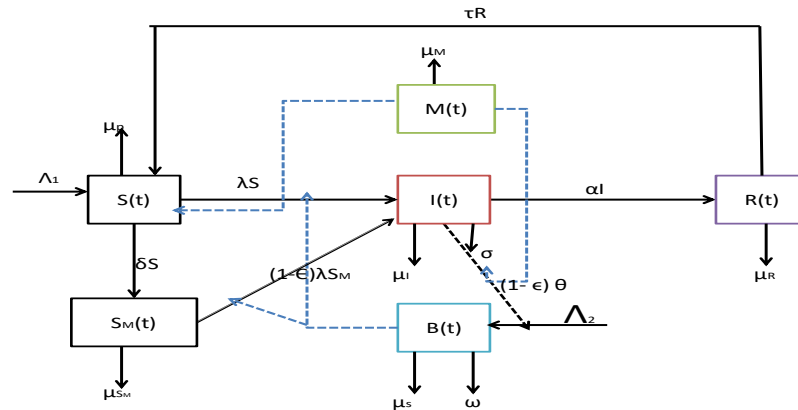 τR
μM
M(t)
μR
Λ1
S(t)
λS
I(t)
αI
R(t)
δS
(1-ϵ)λSM
μI
σ
(1- ϵ) θ
μR
SM(t)
B(t)
Λ2
μSM
μs
ω